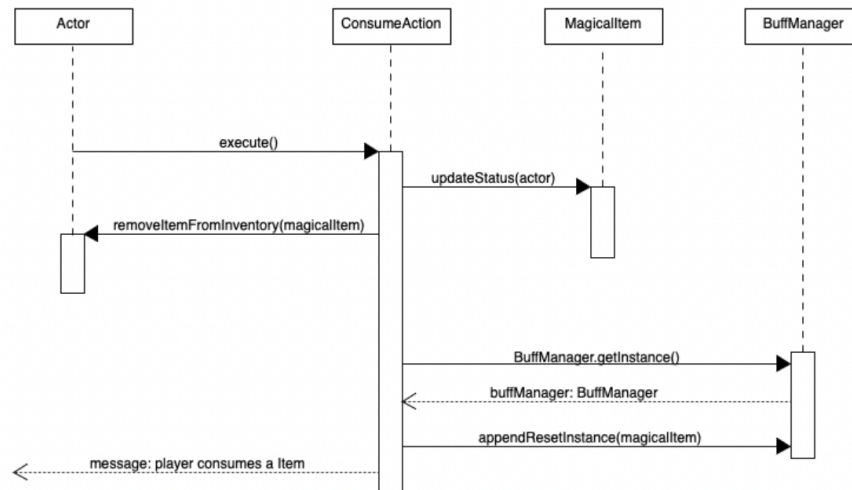 Actor
ConsumeAction
MagicalItem
BuffManager
execute()
updateStatus(actor)
removeItemFromInventory(magicalItem)
BuffManager.getInstance()
buffManager: BuffManager
appendResetInstance(magicalItem)
message: player consumes a Item